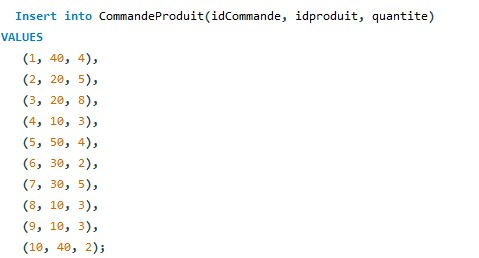 Insert into CommandeProduit(idCommande, idproduit, quantite)
VALUES
(1, 40, 4),
(2, 20, 5),
(3, 20, 8),
(4, 10, 3),
(5, 50, 4),
(6, 30, 2),
(7, 30, 5),
(8, 10, 3),
(9, 10, 3),
(10, 40, 2);